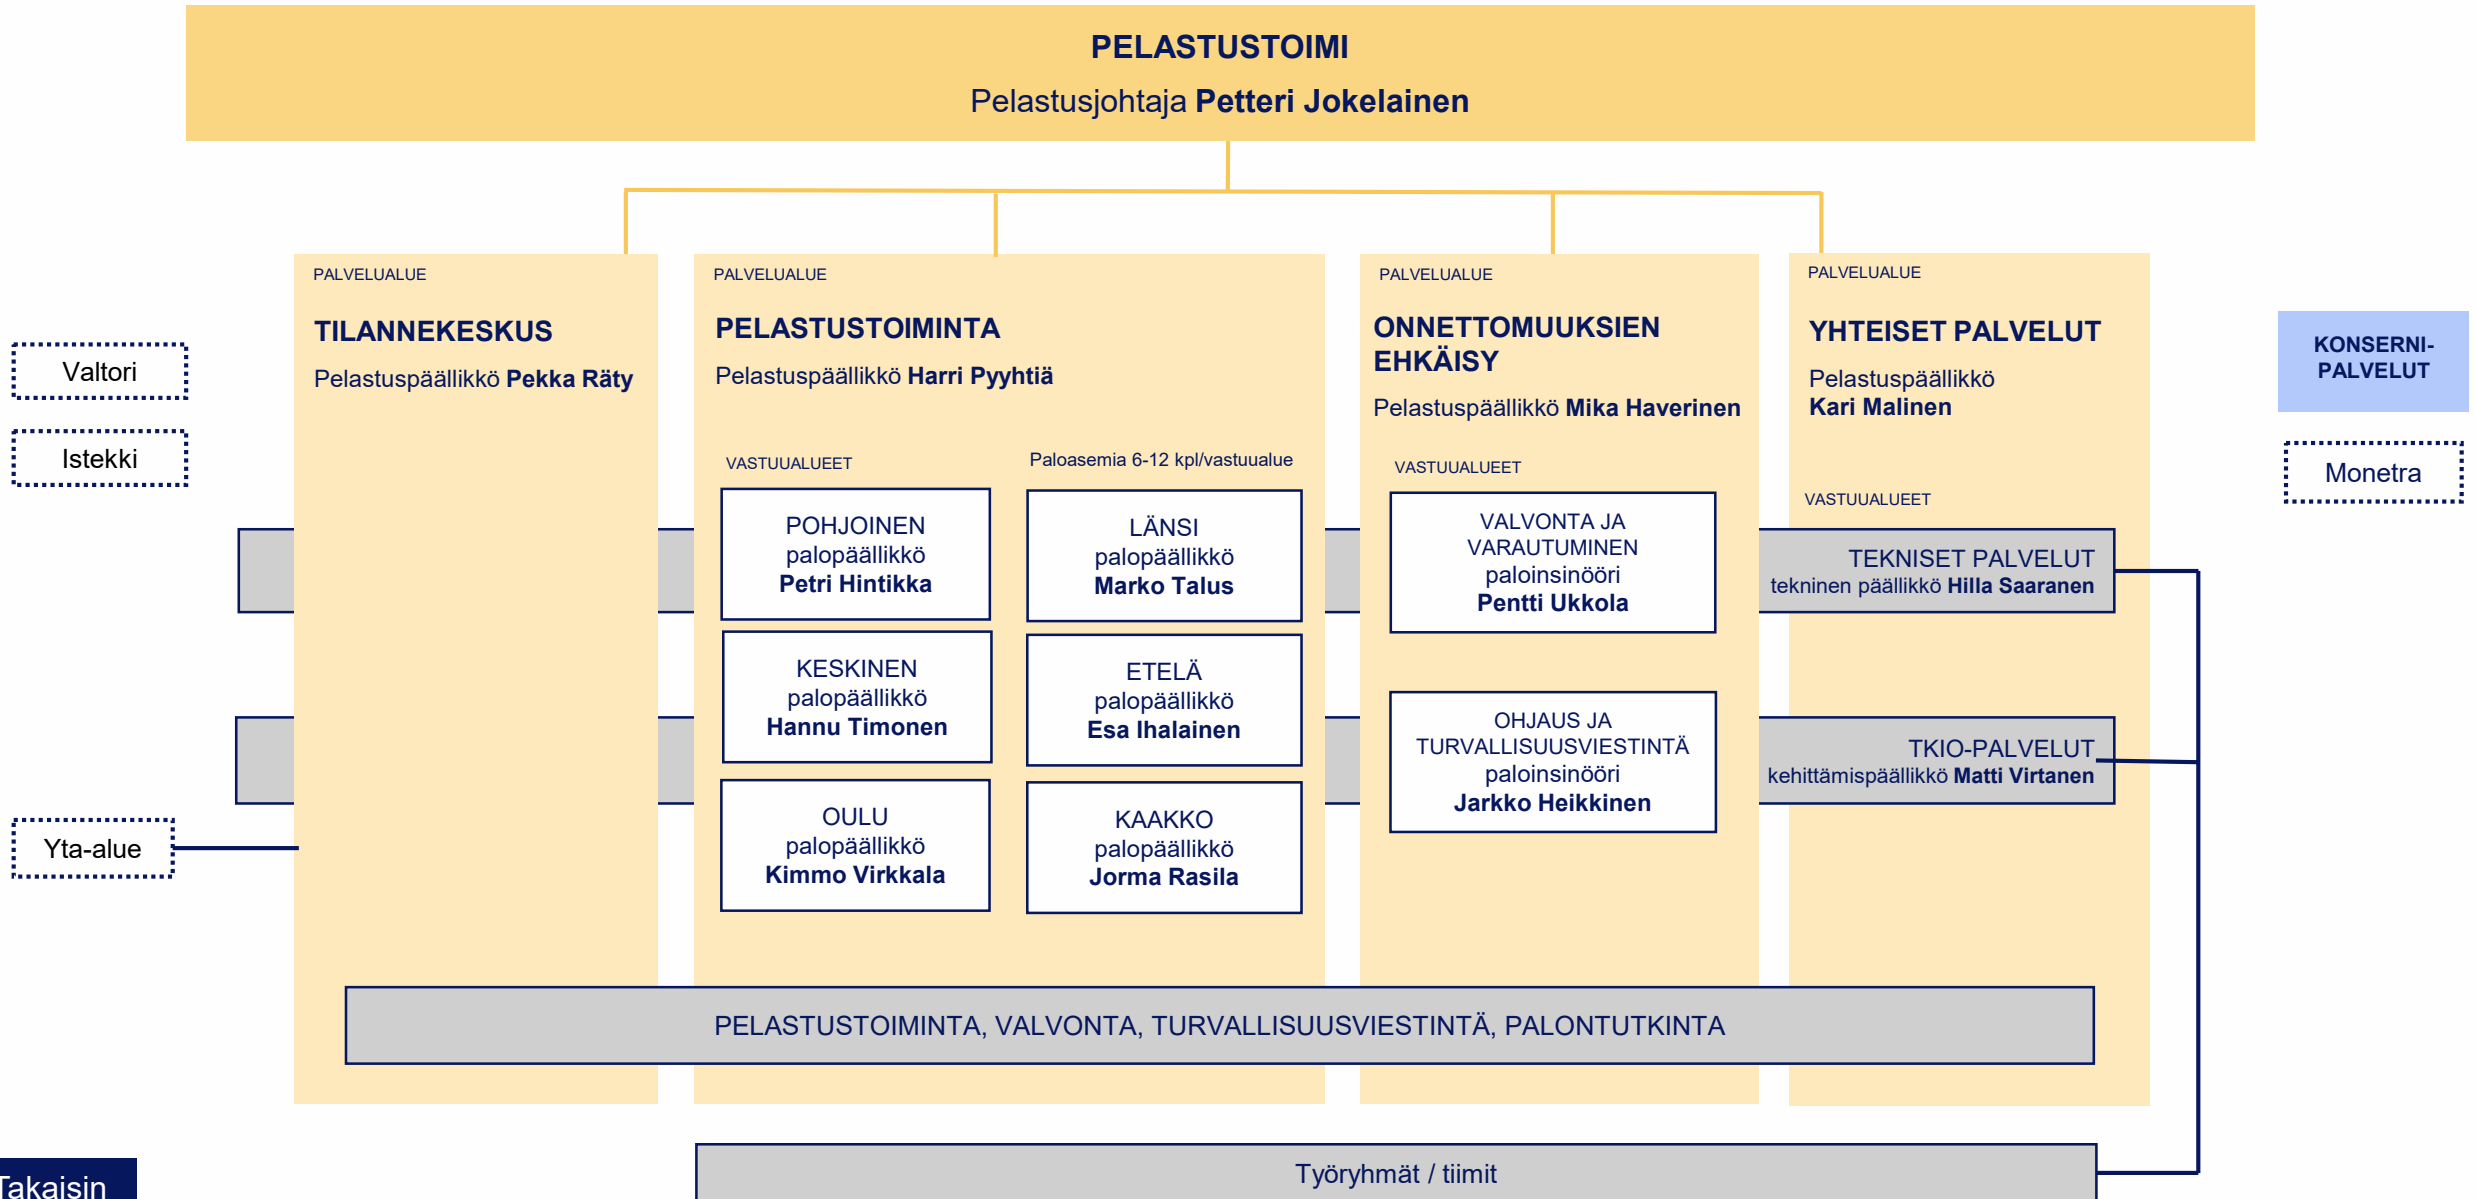 PELASTUSTOIMI
Pelastusjohtaja Petteri Jokelainen
PALVELUALUE
TILANNEKESKUS
Pelastuspäällikkö Pekka Räty
PALVELUALUE
PELASTUSTOIMINTA
Pelastuspäällikkö Harri Pyyhtiä
VASTUUALUEET
Paloasemia 6-12 kpl/vastuualue
POHJOINEN
palopäällikkö
Petri Hintikka
LÄNSI
palopäällikkö
Marko Talus
KESKINEN
palopäällikkö
Hannu Timonen
ETELÄ
palopäällikkö
Esa Ihalainen
OULU
palopäällikkö
Kimmo Virkkala
KAAKKO
palopäällikkö
Jorma Rasila
PALVELUALUE
ONNETTOMUUKSIEN
EHKÄISY
Pelastuspäällikkö Mika Haverinen
VASTUUALUEET
VALVONTA JA
VARAUTUMINEN
paloinsinööri
Pentti Ukkola
OHJAUS JA
TURVALLISUUSVIESTINTÄ
paloinsinööri
Jarkko Heikkinen
PALVELUALUE
YHTEISET PALVELUT
Pelastuspäällikkö
Kari Malinen
VASTUUALUEET
TEKNISET PALVELUT
tekninen päällikkö Hilla Saaranen
TKIO-PALVELUT
kehittämispäällikkö Matti Virtanen
Valtori
Istekki
Yta-alue
KONSERNI-
PALVELUT
Monetra
PELASTUSTOIMINTA, VALVONTA, TURVALLISUUSVIESTINTÄ, PALONTUTKINTA
Työryhmät / tiimit
Takaisin